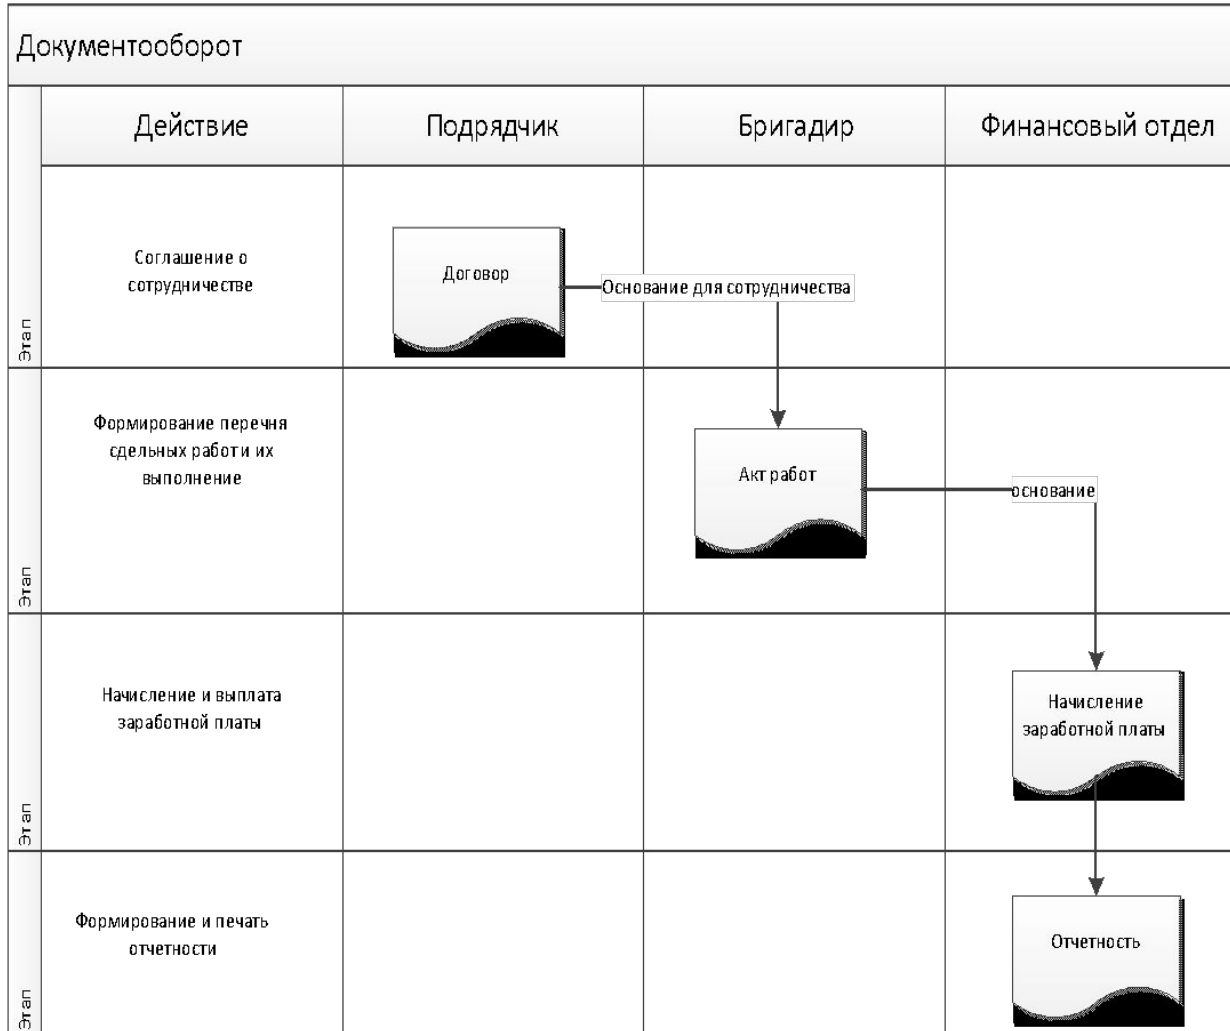 Документооборот
Действие
Подрядчик
Бригадир
Финансовый отдел
Этап
Соглашение о
сотрудничестве
Договор
Основание для сотрудничества
Этап
Формирование перечня
сдельных работ и их
выполнение
Акт работ
основание
Этап
Начисление и выплата
заработной платы
Начисление
заработной платы
Этап
Формирование и печать
отчетности
Отчетность